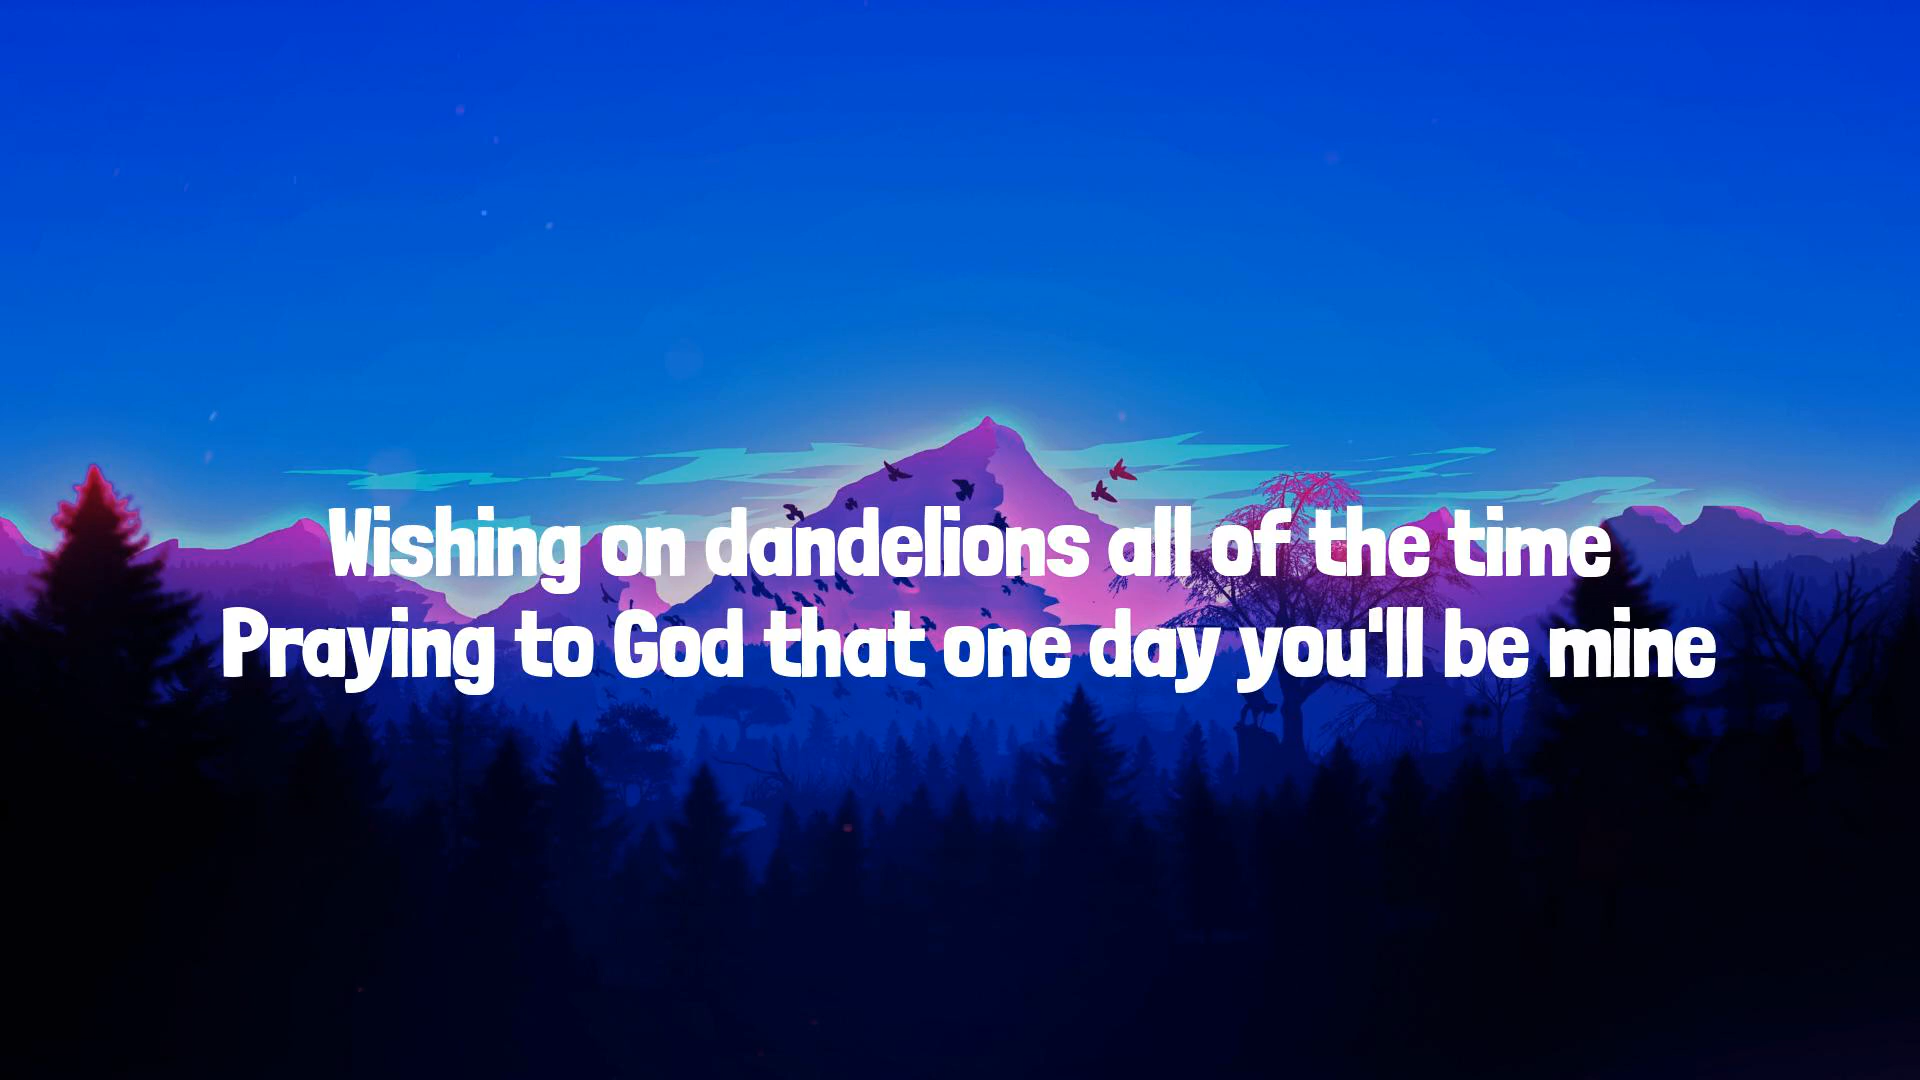 Wishing on dandelions all of the time
Praying to God that one day you'll be mine